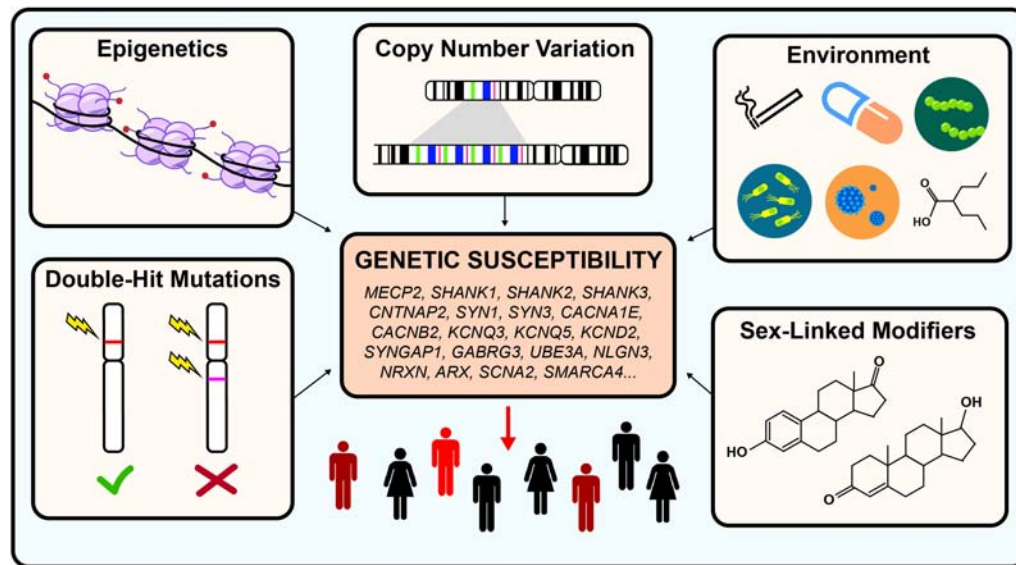 Epigenetics
Copy Number Variation
Environment
O
HO
Double-Hit Mutations
GENETIC SUSCEPTIBILITY
MECP2, SHANK1, SHANK2, SHANK3,
CNTNAP2, SYN1, SYN3, CACNA1E,
CACNB2, KCNQ3, KCNQ5, KCND2,
SYNGAP1, GABRG3, UBE3A, NLGN3,
NRXN, ARX, SCNA2, SMARCA4...
Sex-Linked Modifiers
O
HO
OH
O